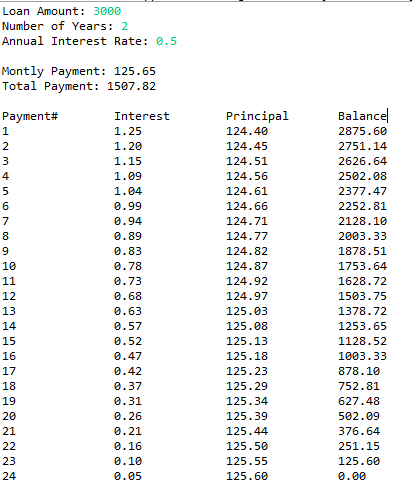 Loan Amount: 3000
Number of Years: 2
Annual Interest Rate: 0.5
Montly Payment: 125.65
Total Payment: 1507.82
Payment# Interest Principal Balance
1 1.25 124.40 2875.60
2 1.20 124.45 2751.14
3 1.15 124.51 2626.64
4 1.09 124.56 2502.08
5 1.04 124.61 2377.47
6 0.99 124.66 2252.81
7 0.94 124.71 2128.10
8 0.89 124.77 2003.33
9 0.83 124.82 1878.51
10 0.78 124.87 1753.64
11 0.73 124.92 1628.72
12 0.68 124.97 1503.75
13 0.63 125.03 1378.72
14 0.57 125.08 1253.65
15 0.52 125.13 1128.52
16 0.47 125.18 1003.33
17 0.42 125.23 878.10
18 0.37 125.29 752.81
19 0.31 125.34 627.48
20 0.26 125.39 502.09
21 0.21 125.44 376.64
22 0.16 125.50 251.15
23 0.10 125.55 125.60
24 0.05 125.60 0.00